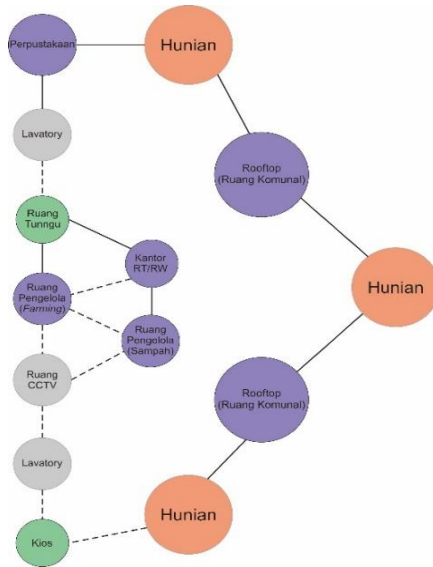 Perpustakaan
Hunian
Lavatory
Rooftop
(Ruang Komunal)
Ruang
Tunngu
Kantor
RT/RW
Ruang
Pengelola
(Farming)
Hunian
Ruang
Pengelola
(Sampah)
Ruang
CCTV
Rooftop
(Ruang Komunal)
Lavatory
Hunian
Kios